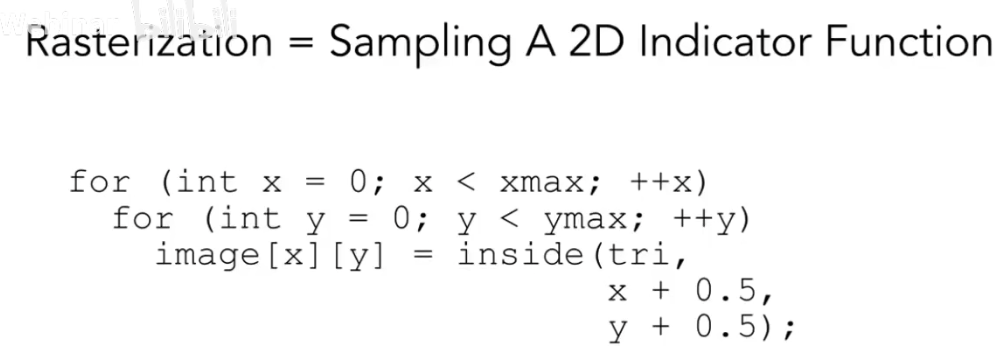 Rasterization = Sampling A 2D Indicator Function
for (int x = 0; x < xmax; ++x)
for (int y = 0; y < ymax; ++y)
image[x][y] = inside(tri,
x + 0.5,
y + 0.5);